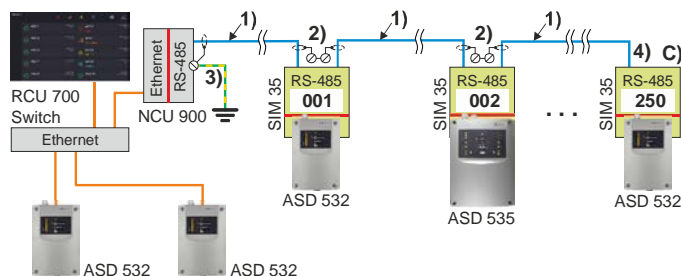 1)
2)
1)
2)
1)
4) C)
Ethernet
RS-485
3)
SIM 35
RS-485
001
SIM 35
RS-485
002
SIM 35
RS-485
250
RCU 700
Switch
NCU 900
. . .
Ethernet
ASD 532
ASD 535
ASD 532
ASD 532
ASD 532